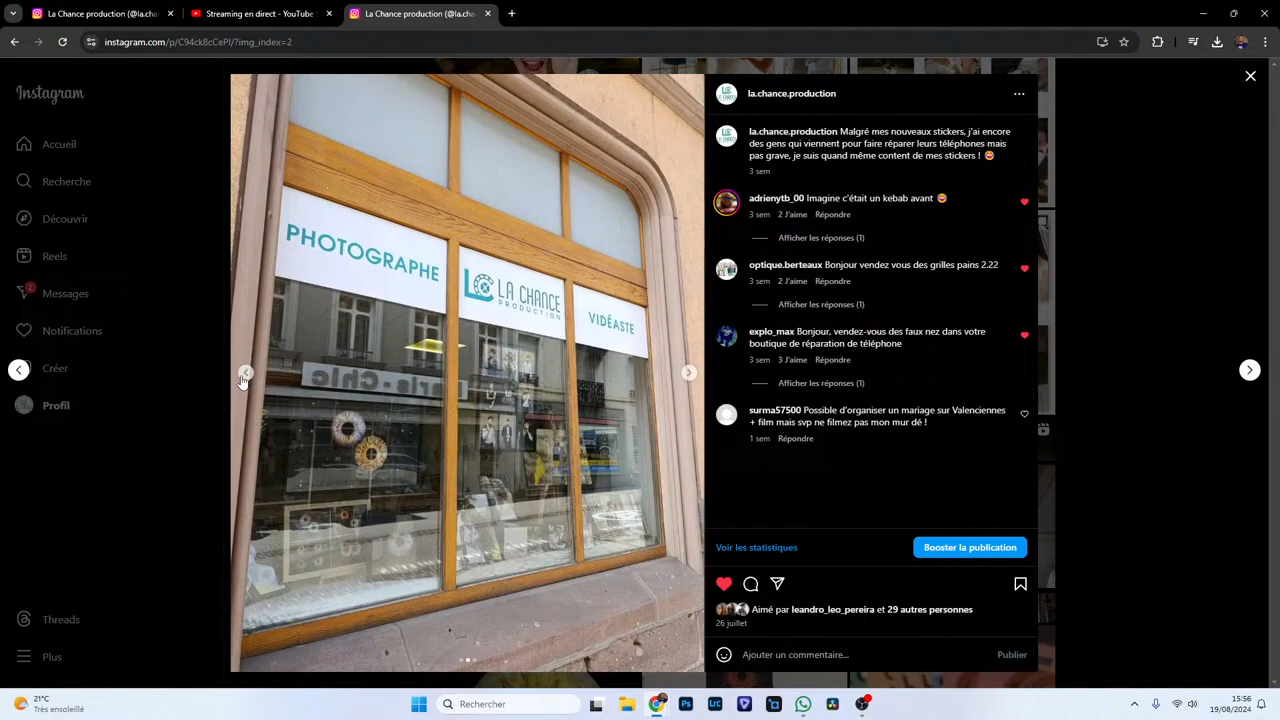 La Chance production (@la.cha
Streaming en direct - YouTube
La Chance production (@la.cha
instagram.com/p/C94ck8cCePI/?img_index=2
Instagram
Accueil
Recherche
Découvrir
Reels
2
Messages
Notifications
Créer
Profil
Threads
Plus
PHOTOGRAPHE
LC LA CHANCE
PRODUCTION
VIDÉASTE
la.chance.production
la.chance.production Malgré mes nouveaux stickers, j'ai encore
des gens qui viennent pour faire réparer leurs téléphones mais
pas grave, je suis quand même content de mes stickers ! 😂
3 sem
adrienytb_00 Imagine c'était un kebab avant 😂
3 sem 2 J'aime Répondre
Afficher les réponses (1)
optique.berteaux Bonjour vendez vous des grilles pains 2.22
3 sem 2 J'aime Répondre
Afficher les réponses (1)
explo_max Bonjour, vendez-vous des faux nez dans votre
boutique de réparation de téléphone
3 sem 3 J'aime Répondre
Afficher les réponses (1)
surma57500 Possible d'organiser un mariage sur Valenciennes
+ film mais svp ne filmez pas mon mur dé !
1 sem Répondre
Voir les statistiques
Booster la publication
Aimé par leandro_leo_pereira et 29 autres personnes
26 juillet
Ajouter un commentaire...
Publier
21°C
Très ensoleillé
Rechercher
Ps
LrC
15:56
19/08/2024